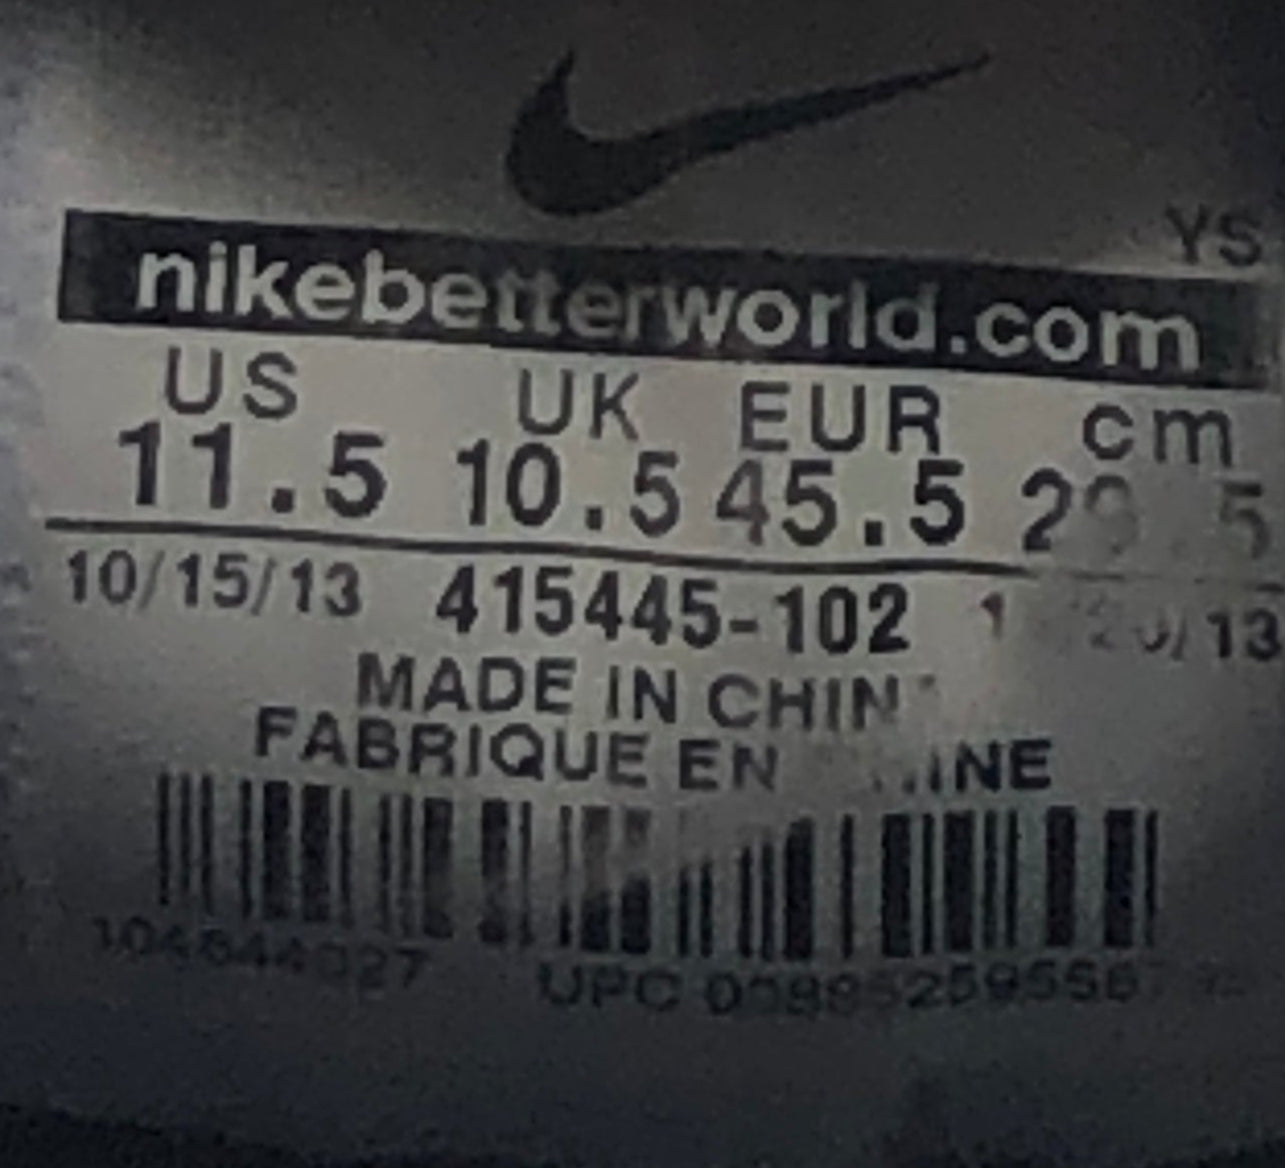 YS
nikebetterworld.com
US UK EUR cm
11.5 10.5 45.5
10/15/13 415445-102
MADE IN
FABRIQUE EN
UPC